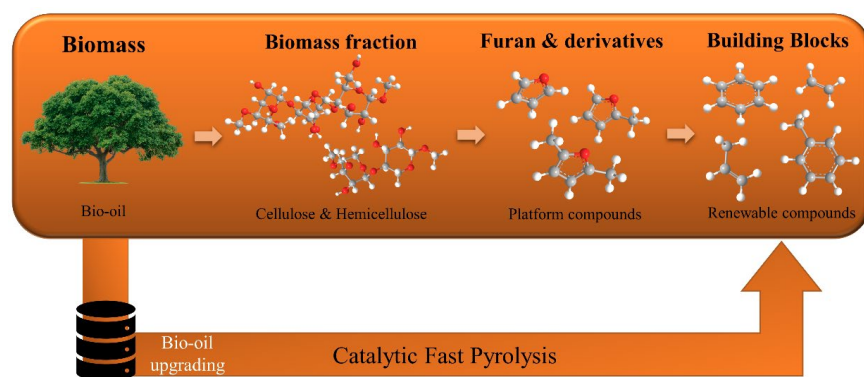 Biomass
Biomass fraction
Furan & derivatives
Building Blocks
Bio-oil
Cellulose & Hemicellulose
Platform compounds
Renewable compounds
Bio-oil
upgrading
Catalytic Fast Pyrolysis